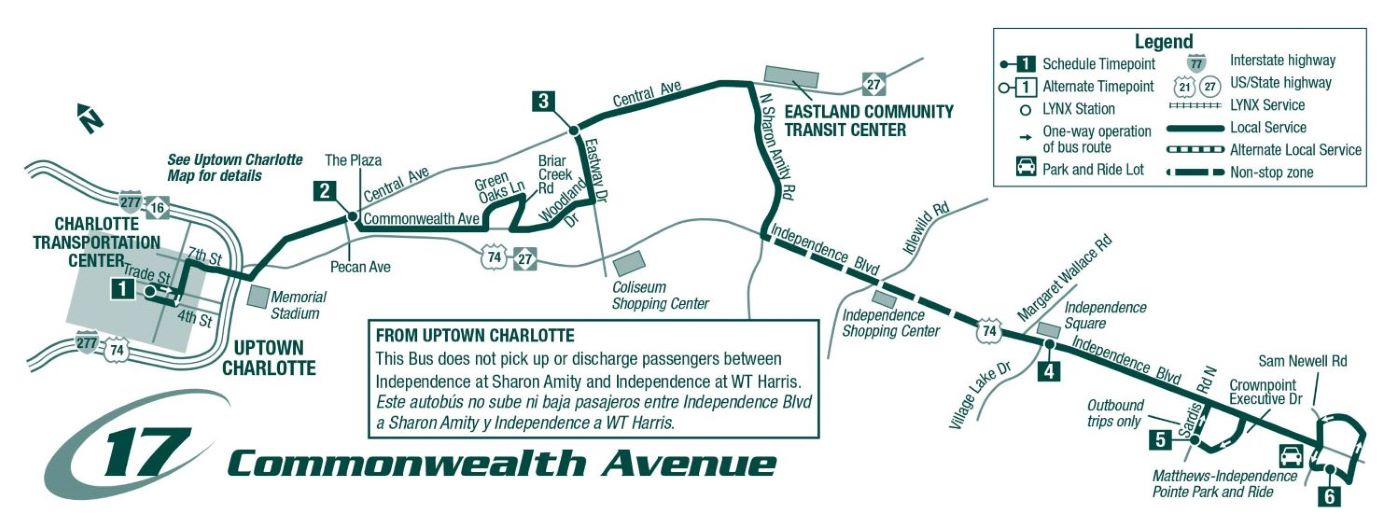 Legend
1 Schedule Timepoint
1 Alternate Timepoint
LYNX Station
One-way operation
of bus route
Park and Ride Lot
77 Interstate highway
21 27 US/State highway
LYNX Service
Local Service
Alternate Local Service
Non-stop zone
N
See Uptown Charlotte
Map for details
277
16
CHARLOTTE
TRANSPORTATION
CENTER
Trade St
1
7th St
4th St
277
74
UPTOWN
CHARLOTTE
Memorial
Stadium
The Plaza
2
Pecan Ave
Central Ave
Commonwealth Ave
Green
Oaks Ln
Briar
Creek
Rd
Woodland
Dr
Eastway Dr
3
Central Ave
74
27
Coliseum
Shopping Center
N Sharon Amity Rd
27
EASTLAND COMMUNITY
TRANSIT CENTER
Independence Blvd
Idlewild Rd
Independence
Shopping Center
74
Margaret Wallace Rd
Independence
Square
Village Lake Dr
4
Independence Blvd
Sardis Rd N
Outbound
trips only
5
Crownpoint
Executive Dr
Sam Newell Rd
Matthews-Independence
Pointe Park and Ride
6
FROM UPTOWN CHARLOTTE
This Bus does not pick up or discharge passengers between
Independence at Sharon Amity and Independence at WT Harris.
Este autobús no sube ni baja pasajeros entre Independence Blvd
a Sharon Amity y Independence a WT Harris.
17 Commonwealth Avenue